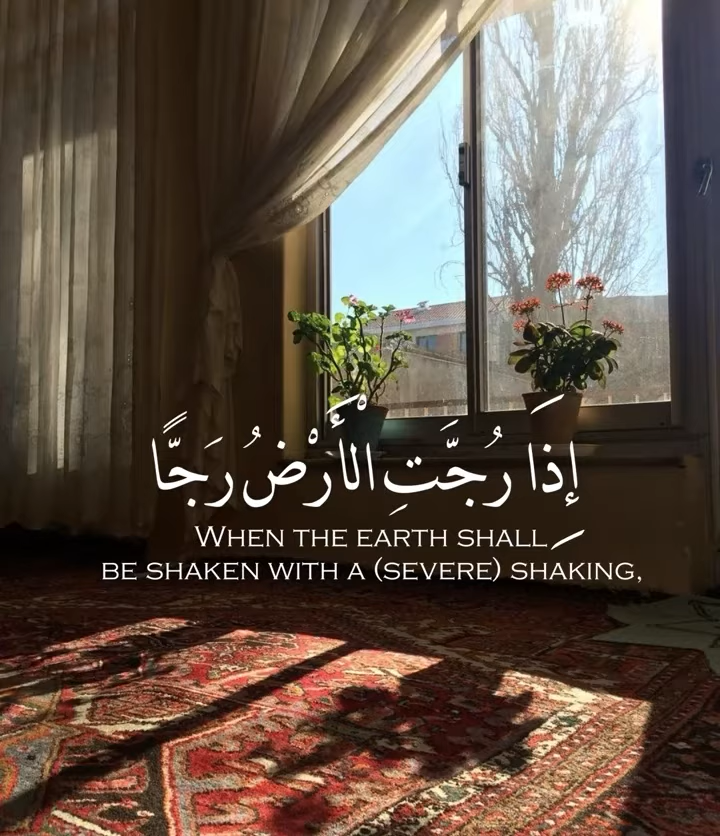 إِذَا رُجَّتِ الْأَرْضُ رَجًّا
WHEN THE EARTH SHALL
BE SHAKEN WITH A (SEVERE) SHAKING,